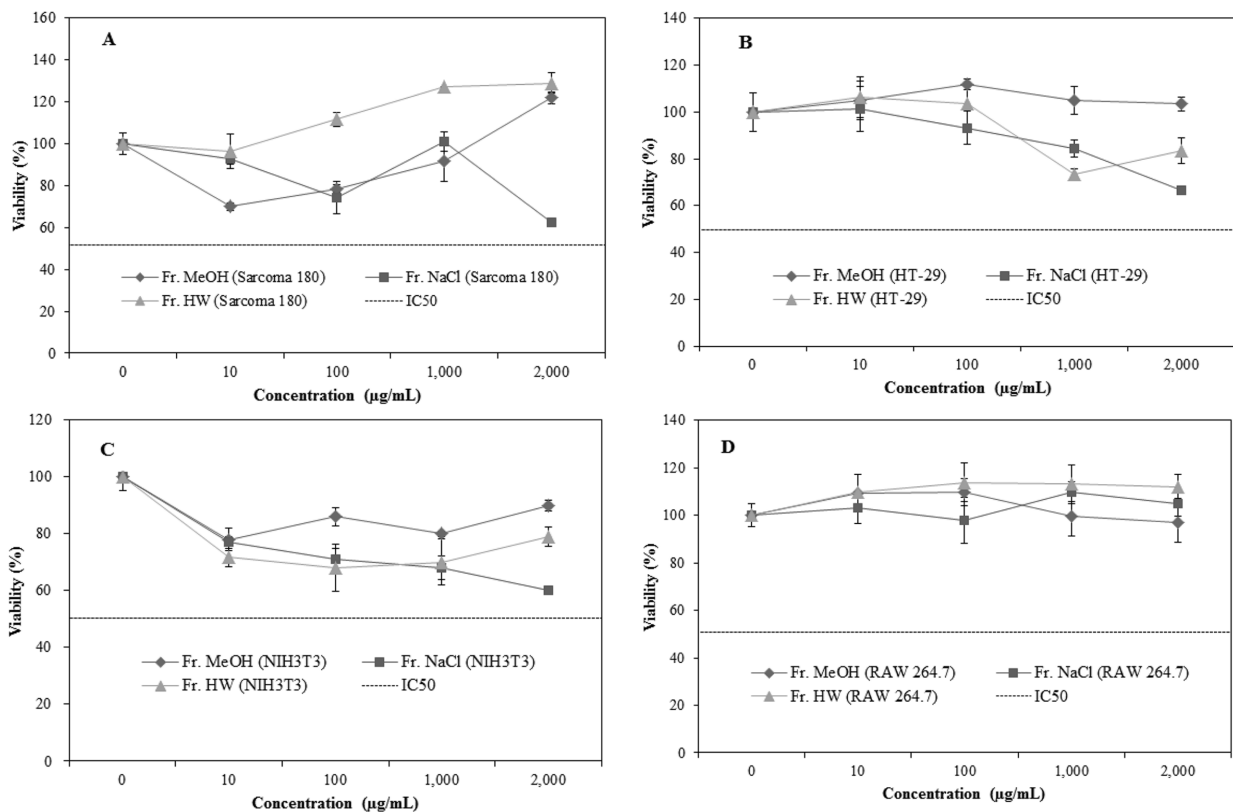 A
Viability (%)
160
140
120
100
80
60
40
20
0
Fr. MeOH (Sarcoma 180)
Fr. NaCl (Sarcoma 180)
Fr. HW (Sarcoma 180)
IC50
0 10 100 1,000 2,000
Concentration (µg/mL)
B
Viability (%)
140
120
100
80
60
40
20
0
Fr. MeOH (HT-29)
Fr. NaCl (HT-29)
Fr. HW (HT-29)
IC50
0 10 100 1,000 2,000
Concentration (µg/mL)
C
Viability (%)
120
100
80
60
40
20
0
Fr. MeOH (NIH3T3)
Fr. NaCl (NIH3T3)
Fr. HW (NIH3T3)
IC50
0 10 100 1,000 2,000
Concentration (µg/mL)
D
Viability (%)
140
120
100
80
60
40
20
0
Fr. MeOH (RAW 264.7)
Fr. NaCl (RAW 264.7)
Fr. HW (RAW 264.7)
IC50
0 10 100 1,000 2,000
Concentration (µg/mL)